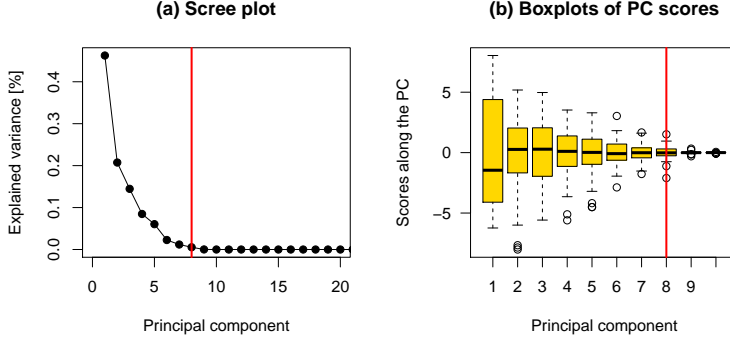 (a) Scree plot
Explained variance [%]
0.0 0.1 0.2 0.3 0.4
0 5 10 15 20
Principal component
(b) Boxplots of PC scores
Scores along the PC
−5 0 5
1 2 3 4 5 6 7 8 9
Principal component